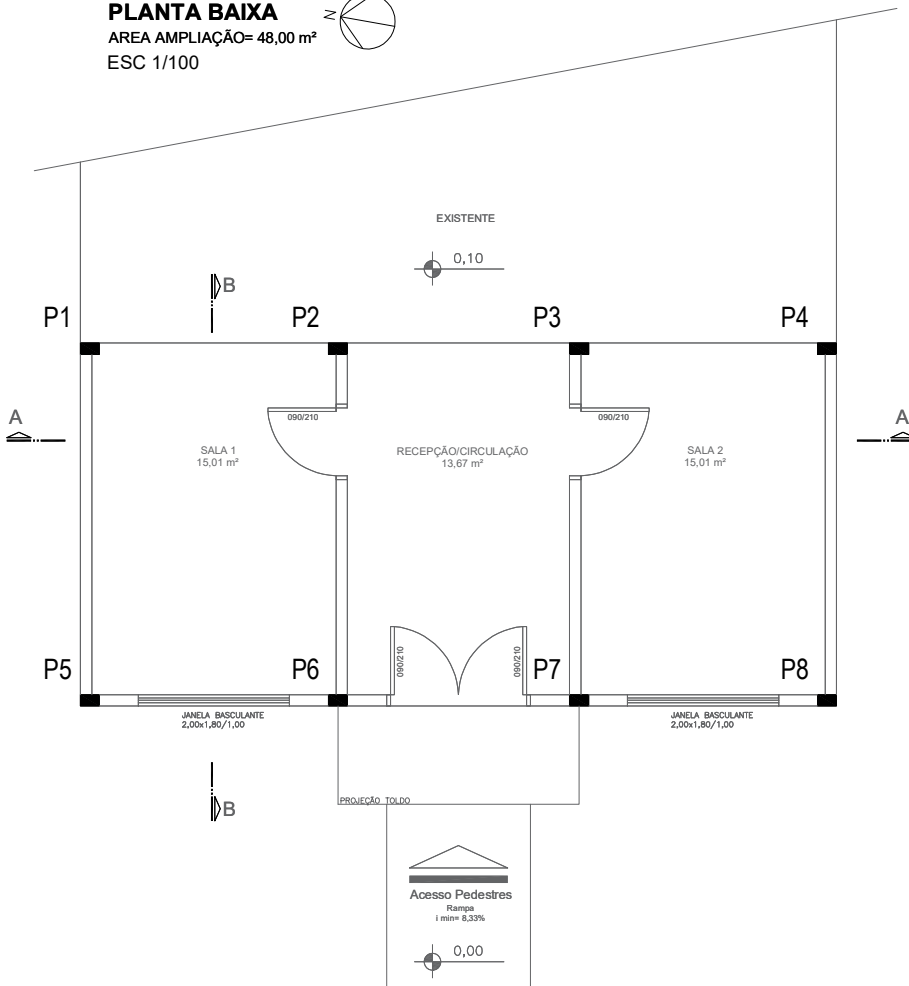 PLANTA BAIXA
AREA AMPLIAÇÃO= 48,00 m²
ESC 1/100
N
EXISTENTE
0,10
B
P1
P2
P3
P4
A
A
090/210
090/210
SALA 1
15,01 m²
RECEPÇÃO/CIRCULAÇÃO
13,67 m²
SALA 2
15,01 m²
090/210
090/210
P5
P6
P7
P8
JANELA BASCULANTE
2,00x1,80/1,00
JANELA BASCULANTE
2,00x1,80/1,00
B
PROJEÇÃO TOLDO
Acesso Pedestres
Rampa
i min= 8,33%
0,00